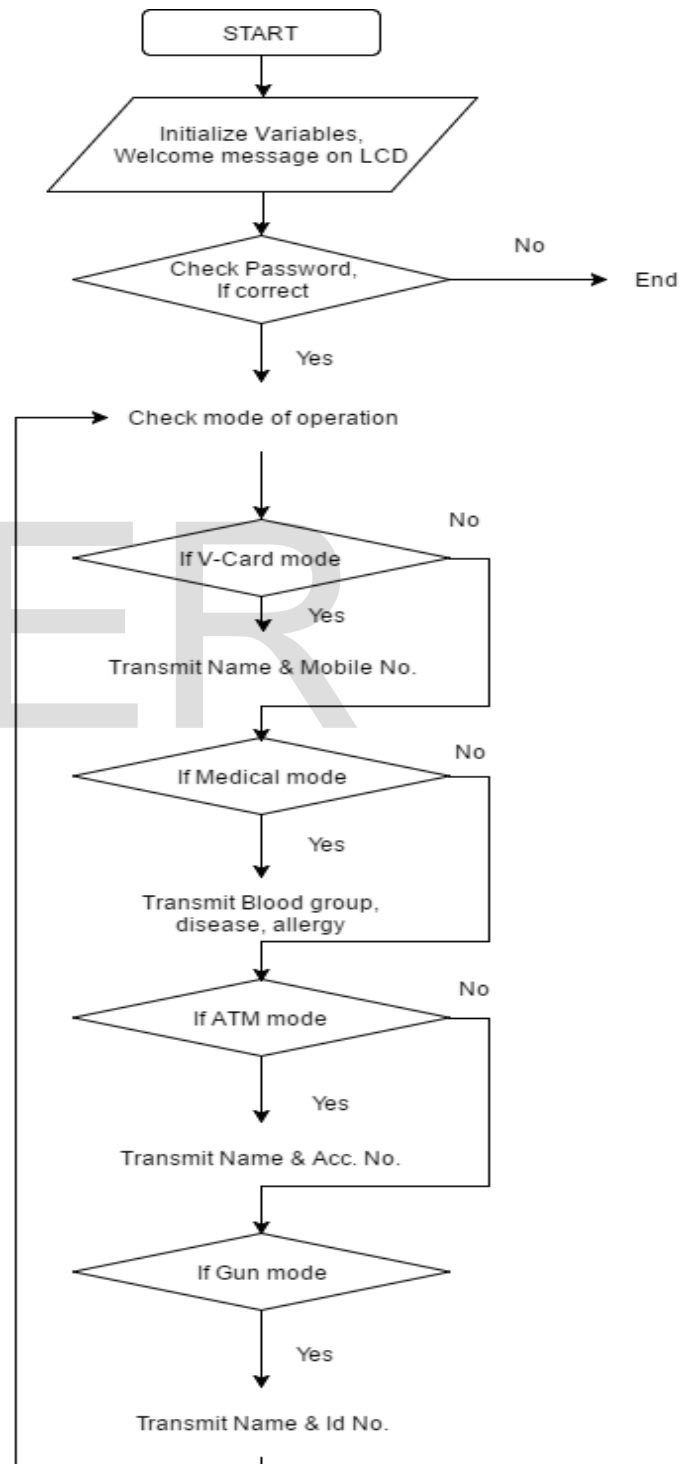 START
Initialize Variables,
Welcome message on LCD
Check Password,
If correct
No
End
Yes
Check mode of operation
If V-Card mode
No
Yes
Transmit Name & Mobile No.
If Medical mode
No
Yes
Transmit Blood group,
disease, allergy
If ATM mode
No
Yes
Transmit Name & Acc. No.
If Gun mode
Yes
Transmit Name & Id No.
ER